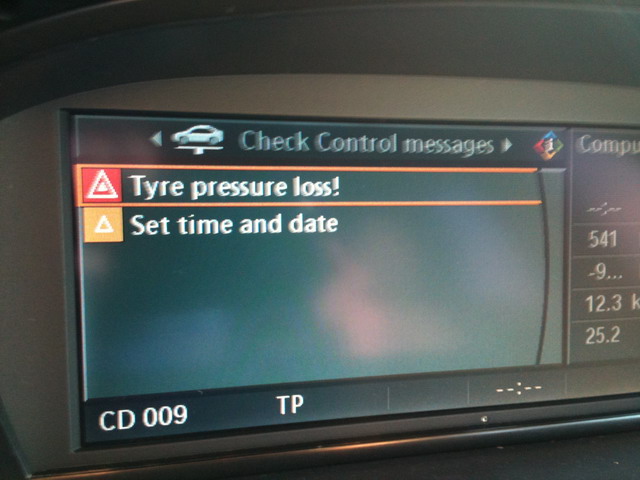 Check Control messages
Compu
Tyre pressure loss!
Set time and date
--:--
541
-9...
12.3 k
25.2
CD 009
TP
--:--